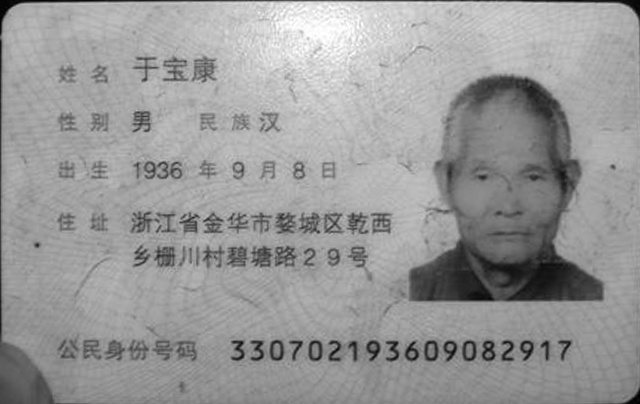 姓名 于宝康
性别 男 民族 汉
出生 1936 年 9 月 8 日
住址 浙江省金华市婺城区乾西
乡栅川村碧塘路29号
公民身份号码 330702193609082917